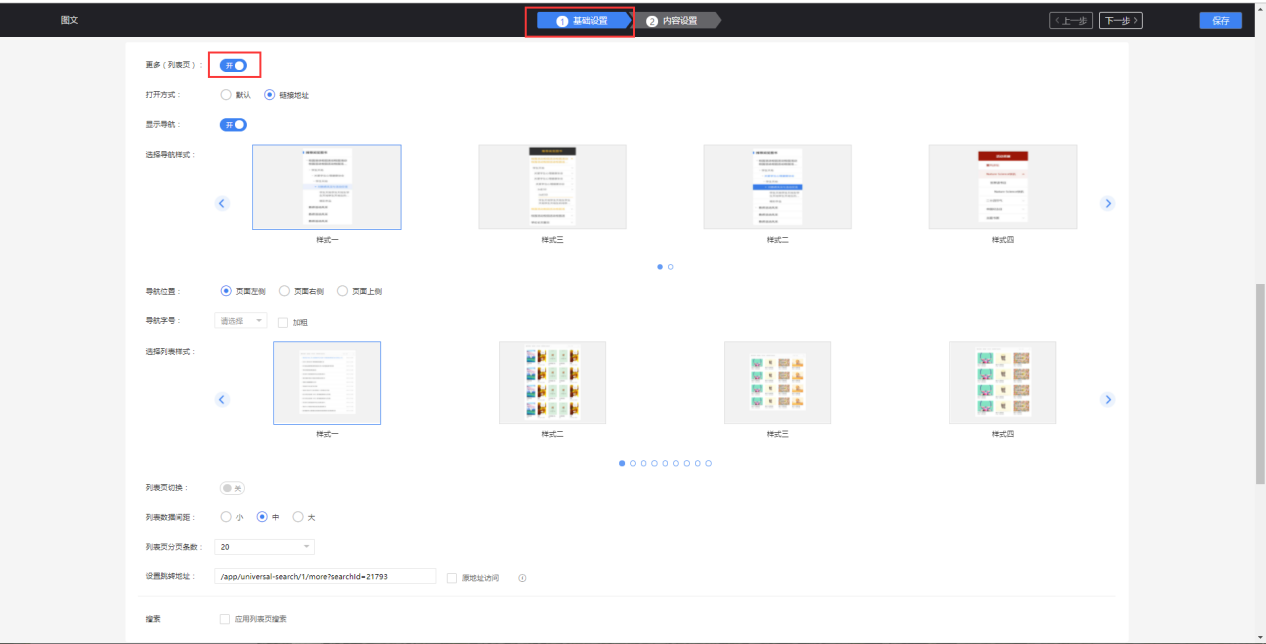 图文
1 基础设置
2 内容设置
上一步
下一步
保存
更多（列表页）： 开
打开方式： 默认 链接地址
显示导航： 开
选择导航样式：
样式一 样式三 样式二 样式四
导航位置： 页面左侧 页面右侧 页面上侧
导航字号： 请选择 加粗
选择列表样式：
样式一 样式二 样式三 样式四
列表页切换： 关
列表数据间距： 小 中 大
列表页分页条数： 20
设置跳转地址： /app/universal-search/1/more?searchId=21793 原地址访问
搜索 应用列表页搜索